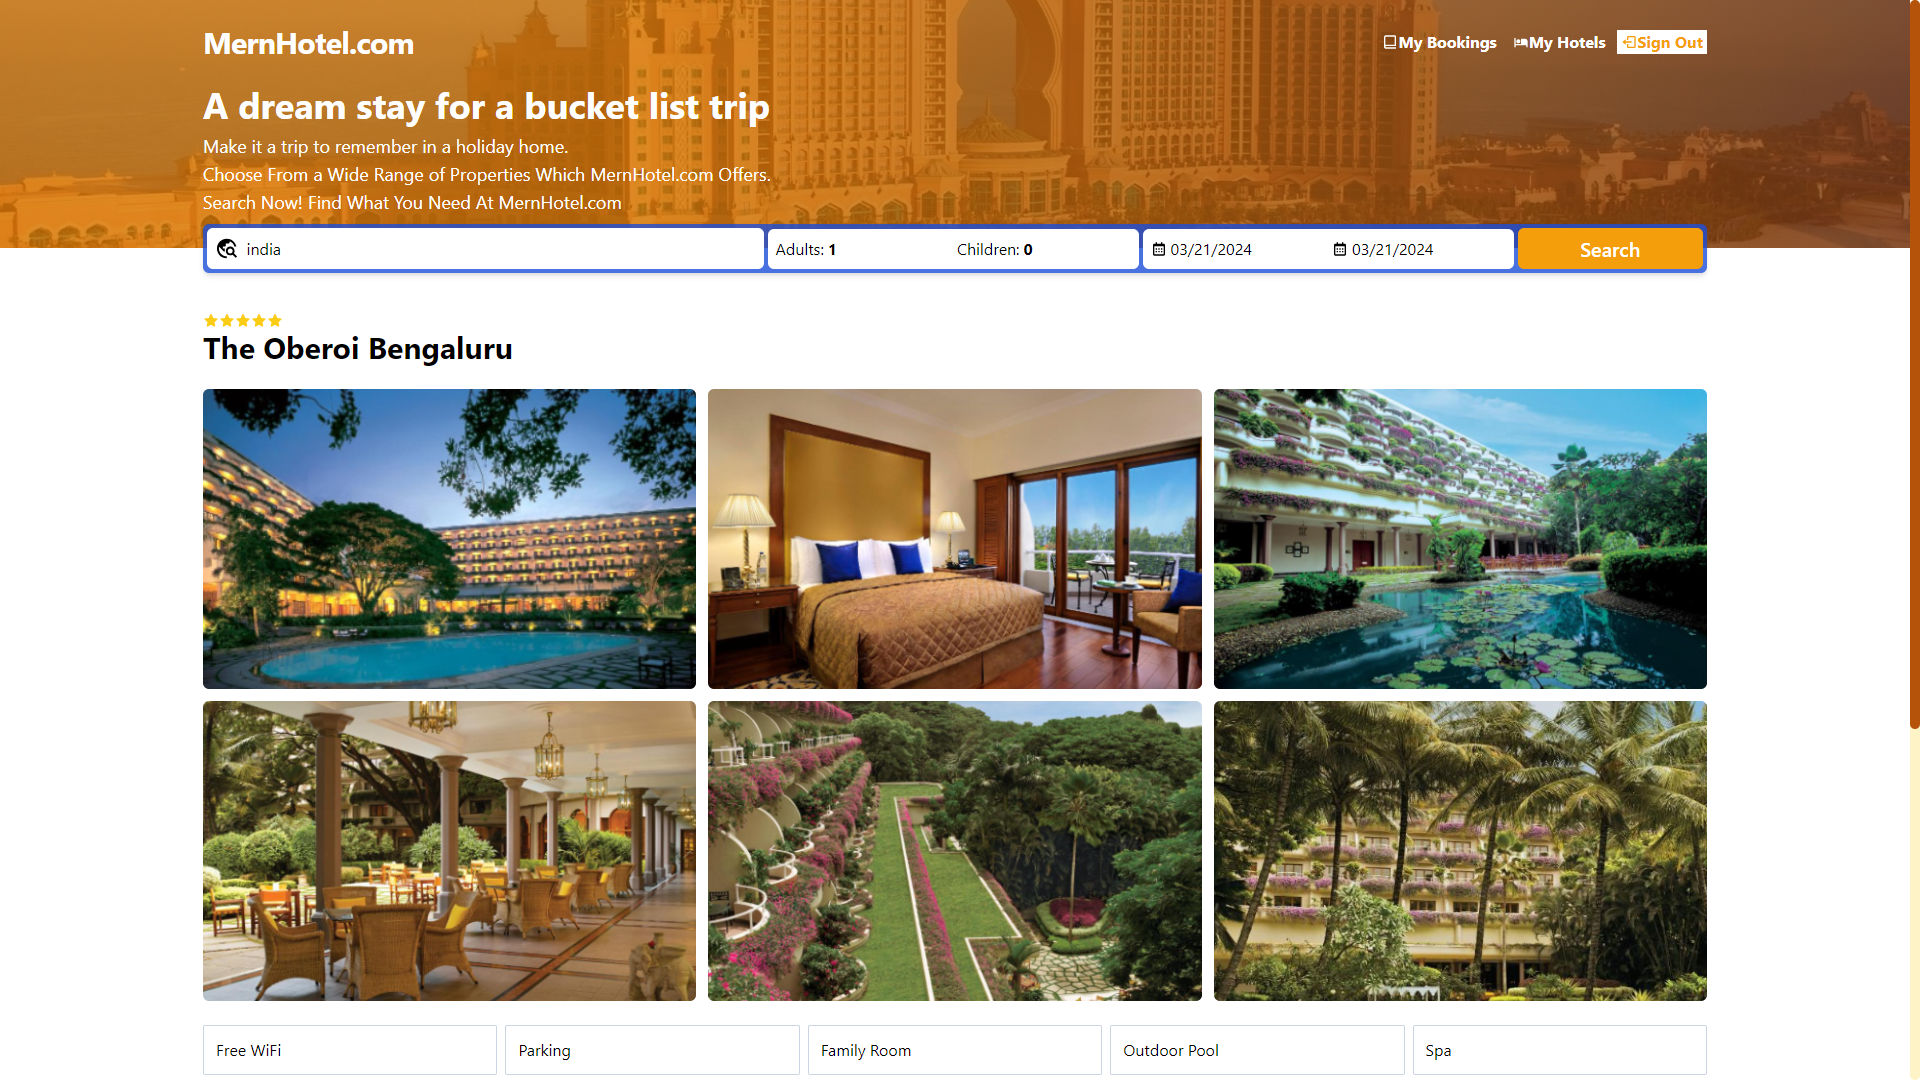 MernHotel.com
My Bookings
My Hotels
Sign Out
A dream stay for a bucket list trip
Make it a trip to remember in a holiday home.
Choose From a Wide Range of Properties Which MernHotel.com Offers.
Search Now! Find What You Need At MernHotel.com
india
Adults: 1
Children: 0
03/21/2024
03/21/2024
Search
The Oberoi Bengaluru
Free WiFi
Parking
Family Room
Outdoor Pool
Spa